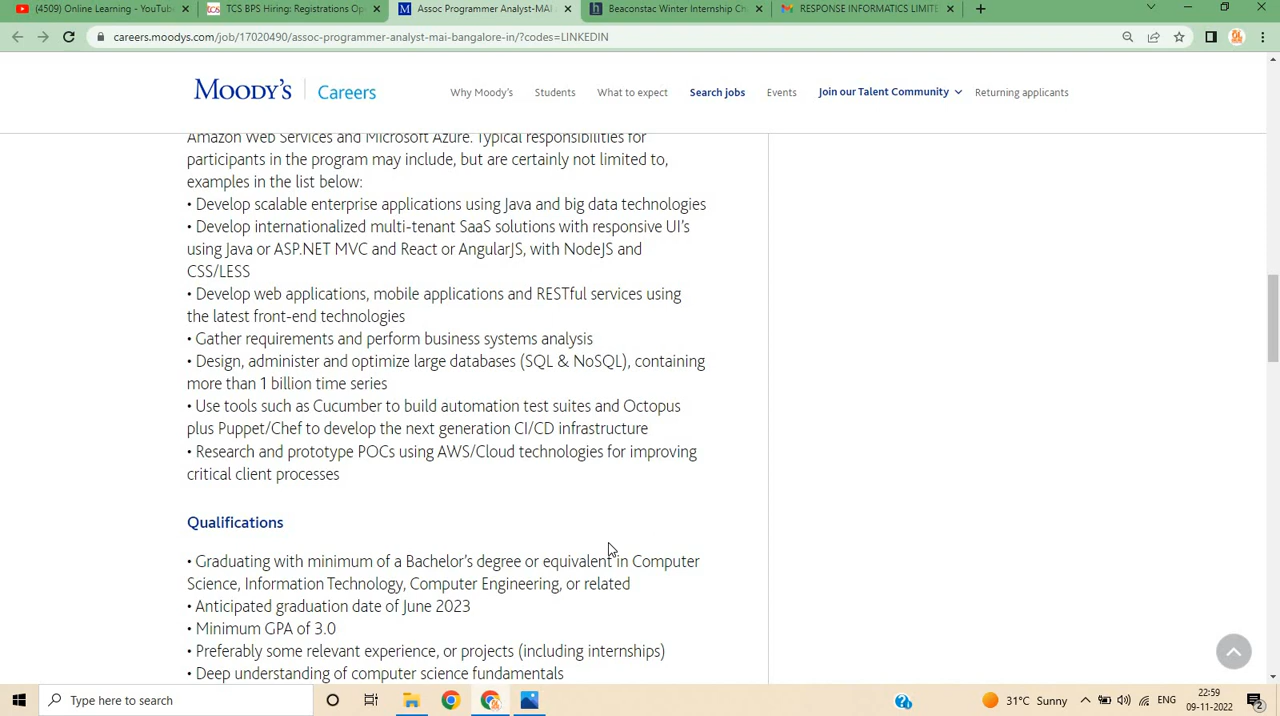 (4509) Online Learning - YouTub
TCS BPS Hiring: Registrations Op
Assoc Programmer Analyst-MAI
Beaconstac Winter Internship Ch
RESPONSE INFORMATICS LIMITE
careers.moodys.com/job/17020490/assoc-programmer-analyst-mai-bangalore-in/?codes=LINKEDIN
MOODY'S Careers
Why Moody's Students What to expect Search jobs Events Join our Talent Community Returning applicants
Amazon Web Services and Microsoft Azure. Typical responsibilities for
participants in the program may include, but are certainly not limited to,
examples in the list below:
• Develop scalable enterprise applications using Java and big data technologies
• Develop internationalized multi-tenant SaaS solutions with responsive UI's
using Java or ASP.NET MVC and React or AngularJS, with NodeJS and
CSS/LESS
• Develop web applications, mobile applications and RESTful services using
the latest front-end technologies
• Gather requirements and perform business systems analysis
• Design, administer and optimize large databases (SQL & NoSQL), containing
more than 1 billion time series
• Use tools such as Cucumber to build automation test suites and Octopus
plus Puppet/Chef to develop the next generation CI/CD infrastructure
• Research and prototype POCs using AWS/Cloud technologies for improving
critical client processes
Qualifications
• Graduating with minimum of a Bachelor's degree or equivalent in Computer
Science, Information Technology, Computer Engineering, or related
• Anticipated graduation date of June 2023
• Minimum GPA of 3.0
• Preferably some relevant experience, or projects (including internships)
• Deep understanding of computer science fundamentals
Type here to search
31°C Sunny
ENG
22:59
09-11-2022
2